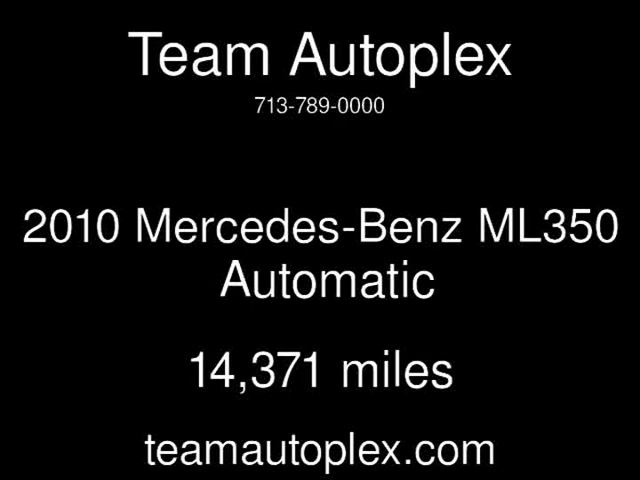 Team Autoplex
713-789-0000
2010 Mercedes-Benz ML350
Automatic
14,371 miles
teamautoplex.com